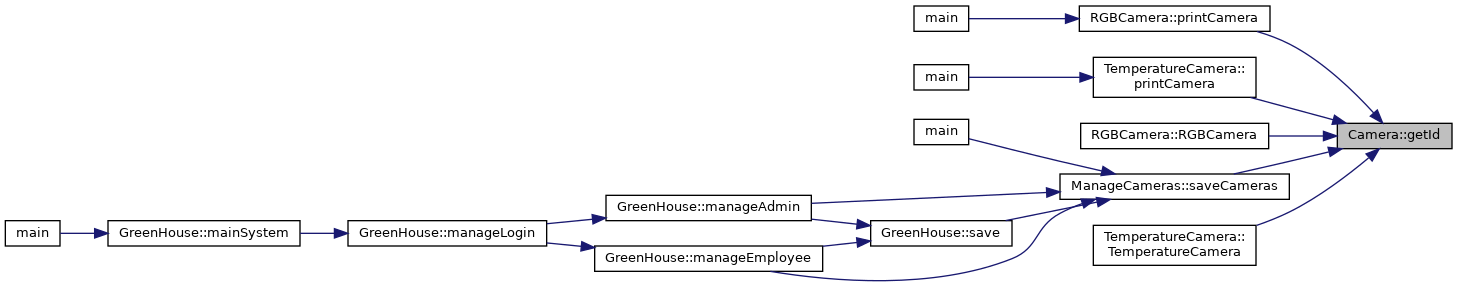 main
RGBCamera::printCamera
main
TemperatureCamera::
printCamera
main
RGBCamera::RGBCamera
Camera::getId
ManageCameras::saveCameras
GreenHouse::manageAdmin
main
GreenHouse::mainSystem
GreenHouse::manageLogin
GreenHouse::save
GreenHouse::manageEmployee
TemperatureCamera::
TemperatureCamera